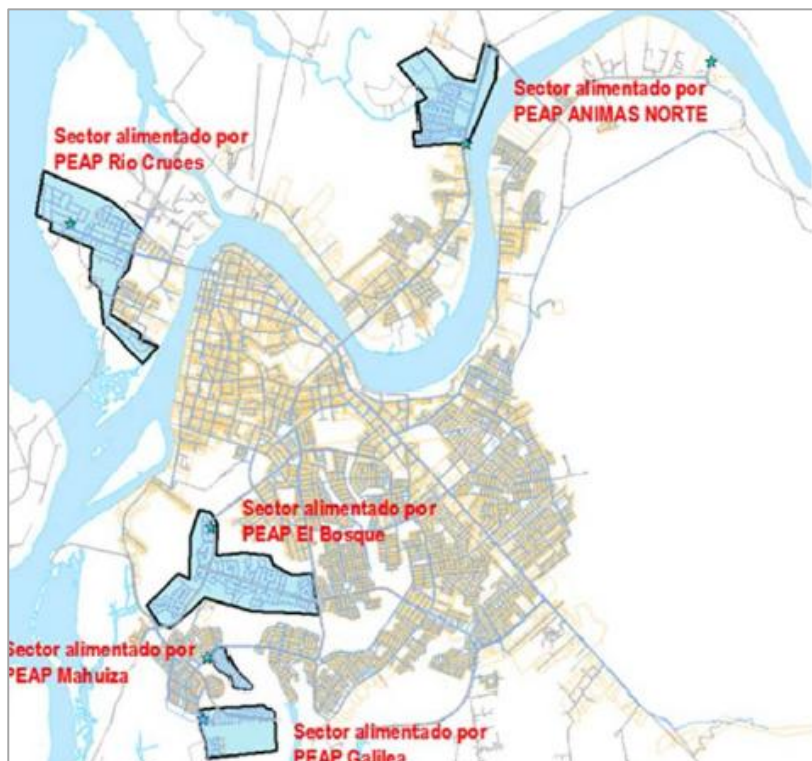 Sector alimentado por
PEAP ANIMAS NORTE
Sector alimentado por
PEAP Rio Cruces
Sector alimentado por
PEAP El Bosque
Sector alimentado por
PEAP Mahuiza
Sector alimentado por
PEAP Galilea